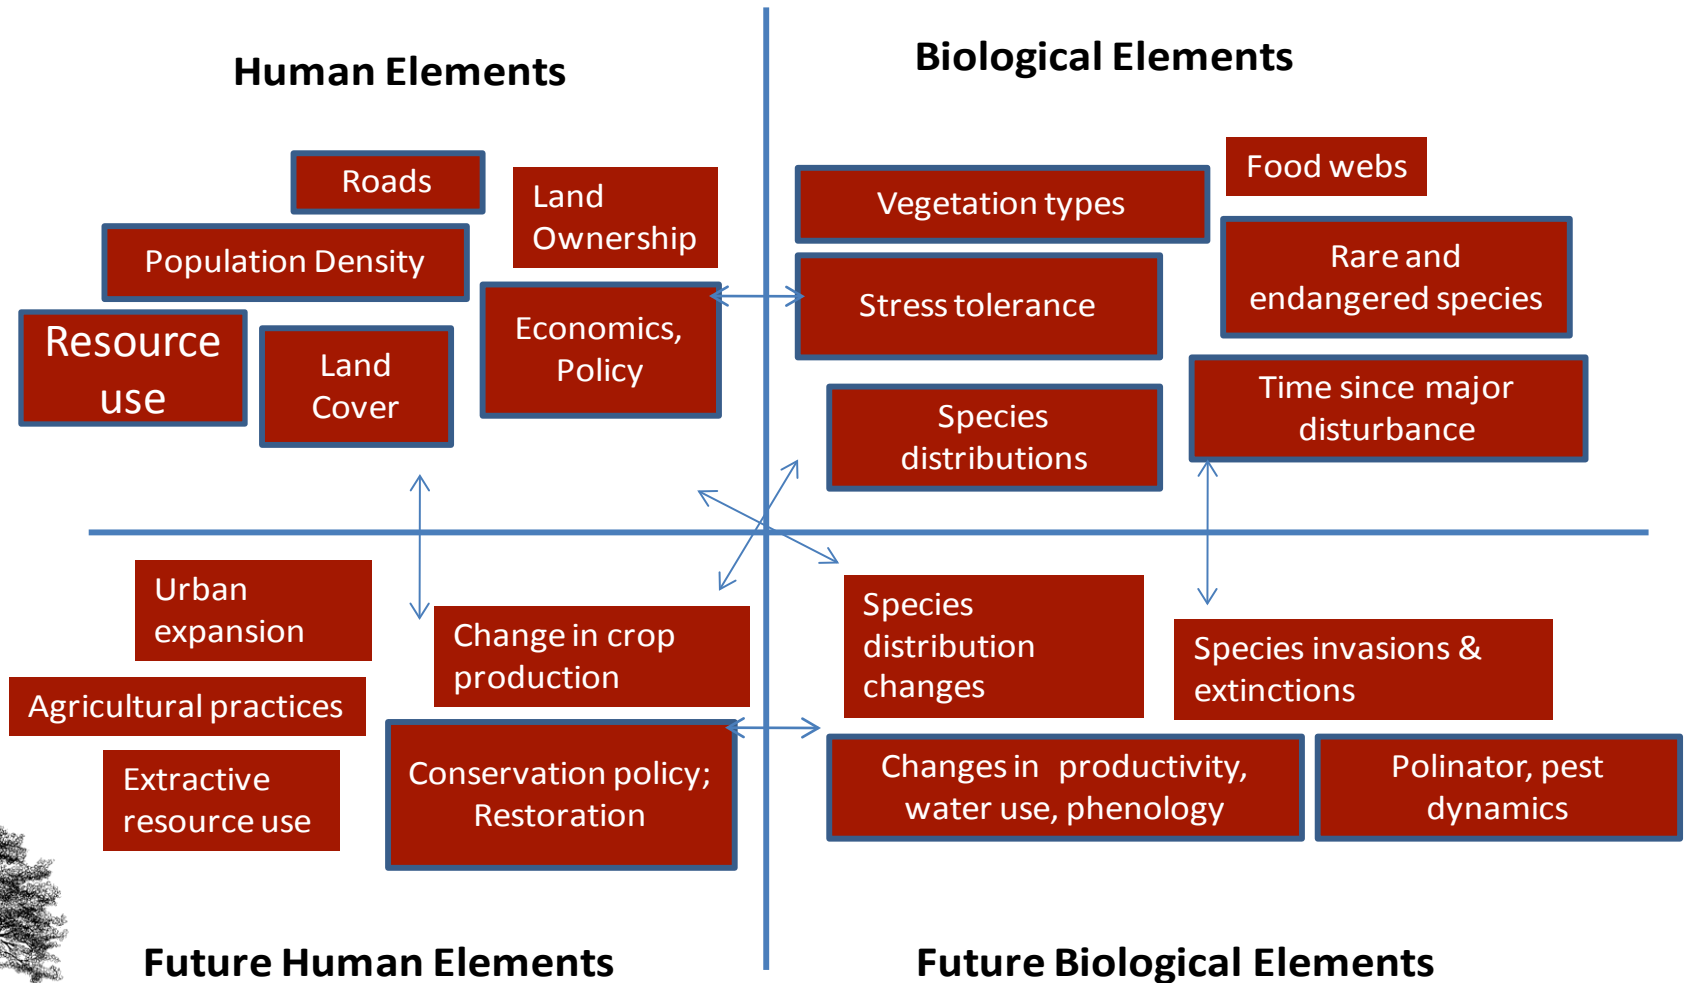 Human Elements
Roads
Land
Ownership
Population Density
Resource
use
Land
Cover
Economics,
Policy
Biological Elements
Food webs
Vegetation types
Rare and
endangered species
Stress tolerance
Time since major
disturbance
Species
distributions
Urban
expansion
Change in crop
production
Agricultural practices
Extractive
resource use
Conservation policy;
Restoration
Future Human Elements
Species
distribution
changes
Species invasions &
extinctions
Changes in productivity,
water use, phenology
Polinator, pest
dynamics
Future Biological Elements